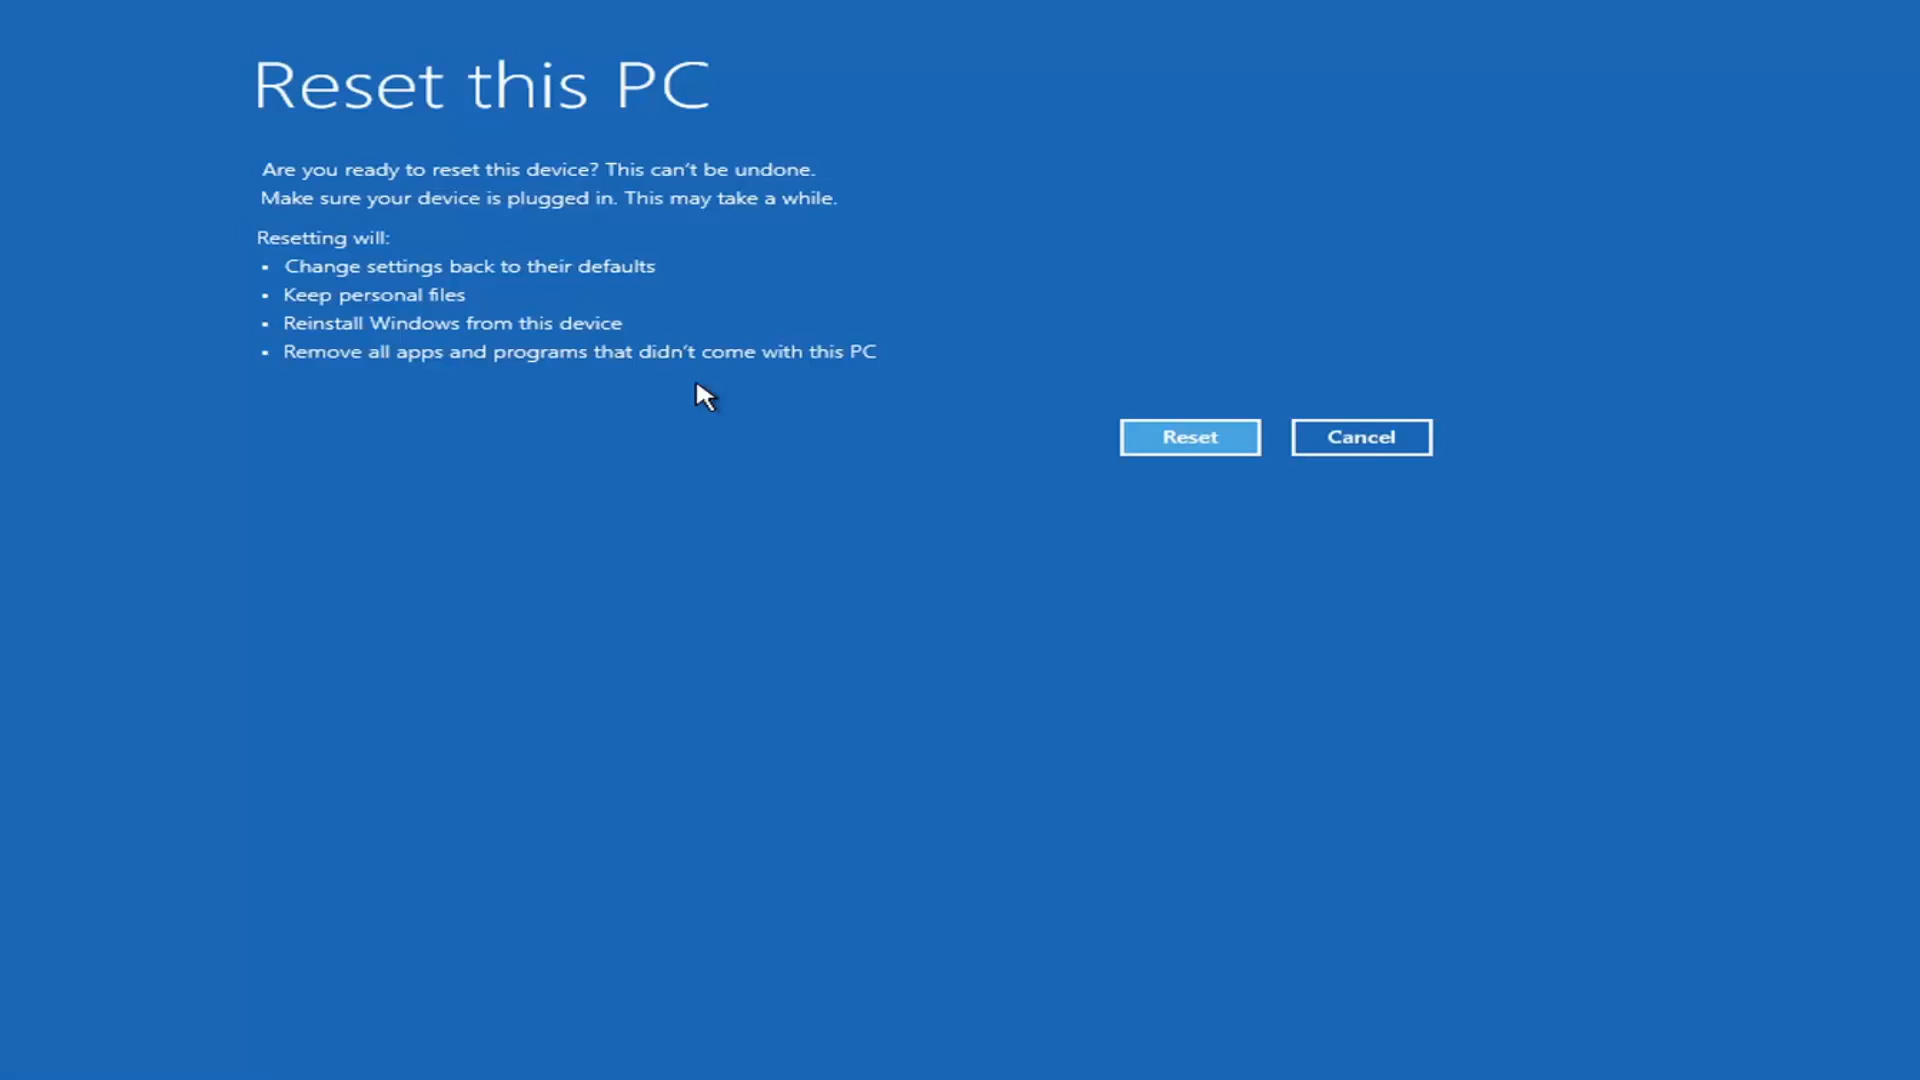 Reset this PC
Are you ready to reset this device? This can't be undone.
Make sure your device is plugged in. This may take a while.
Resetting will:
• Change settings back to their defaults
• Keep personal files
• Reinstall Windows from this device
• Remove all apps and programs that didn't come with this PC
Reset Cancel